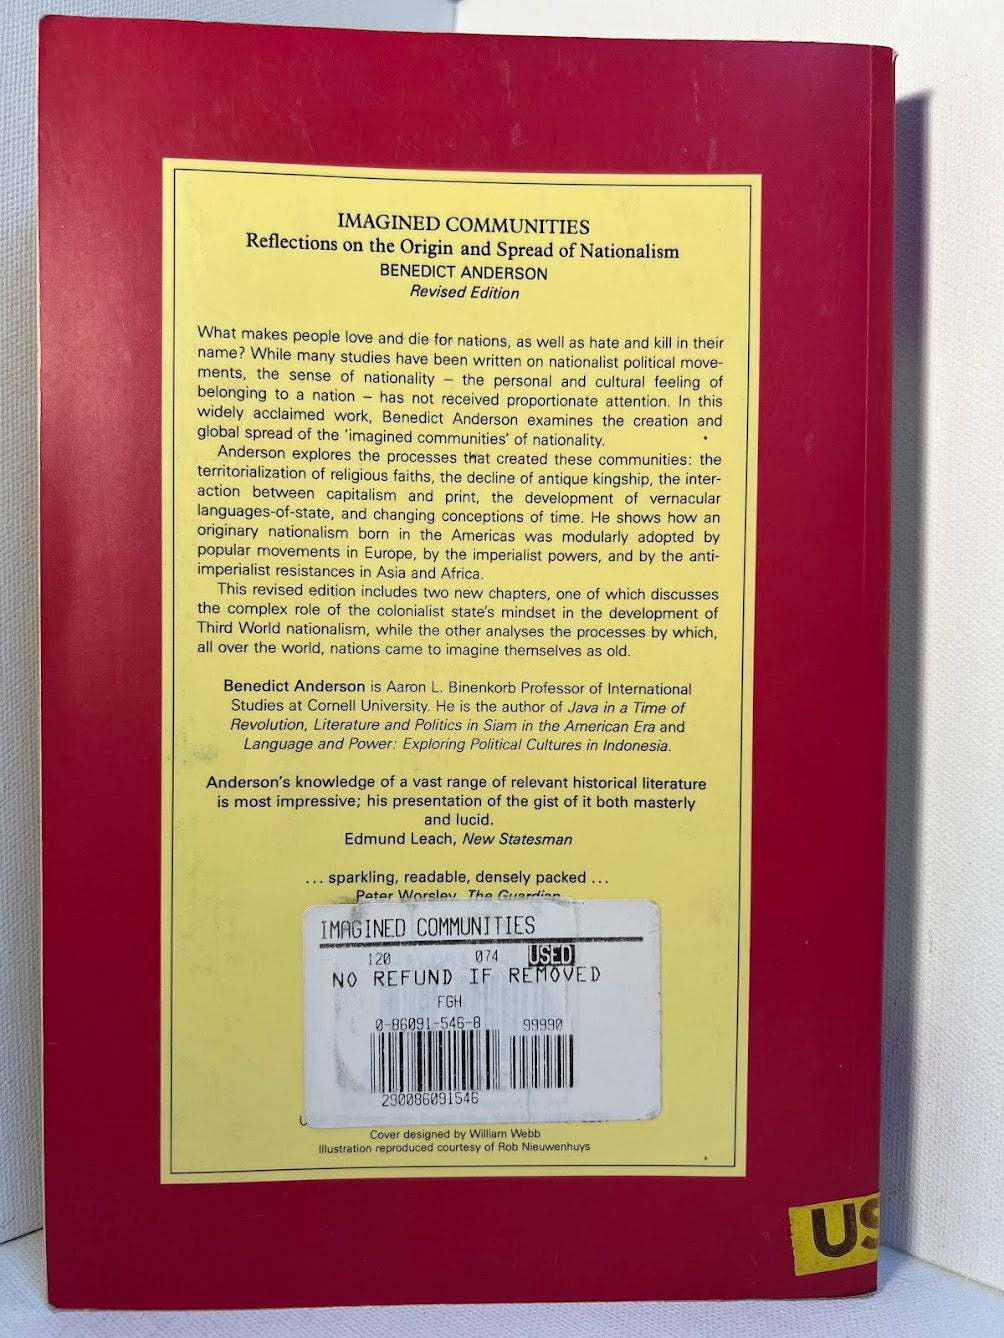 IMAGINED COMMUNITIES
Reflections on the Origin and Spread of Nationalism
BENEDICT ANDERSON
Revised Edition
What makes people love and die for nations, as well as hate and kill in their
name? While many studies have been written on nationalist political move-
ments, the sense of nationality – the personal and cultural feeling of
belonging to a nation – has not received proportionate attention. In this
widely acclaimed work, Benedict Anderson examines the creation and
global spread of the 'imagined communities' of nationality.
Anderson explores the processes that created these communities: the
territorialization of religious faiths, the decline of antique kingship, the inter-
action between capitalism and print, the development of vernacular
languages-of-state, and changing conceptions of time. He shows how an
originary nationalism born in the Americas was modularly adopted by
popular movements in Europe, by the imperialist powers, and by the anti-
imperialist resistances in Asia and Africa.
This revised edition includes two new chapters, one of which discusses
the complex role of the colonialist state's mindset in the development of
Third World nationalism, while the other analyses the processes by which,
all over the world, nations came to imagine themselves as old.
Benedict Anderson is Aaron L. Binenkorb Professor of International
Studies at Cornell University. He is the author of Java in a Time of
Revolution, Literature and Politics in Siam in the American Era and
Language and Power: Exploring Political Cultures in Indonesia.
Anderson's knowledge of a vast range of relevant historical literature
is most impressive; his presentation of the gist of it both masterly
and lucid.
Edmund Leach, New Statesman
... sparkling, readable, densely packed ...
Peter Worsley, The Guardian
IMAGINED COMMUNITIES
120 074 USED
NO REFUND IF REMOVED
FGH
0-86091-546-8 99990
290086091546
Cover designed by William Webb
Illustration reproduced courtesy of Rob Nieuwenhuys
US